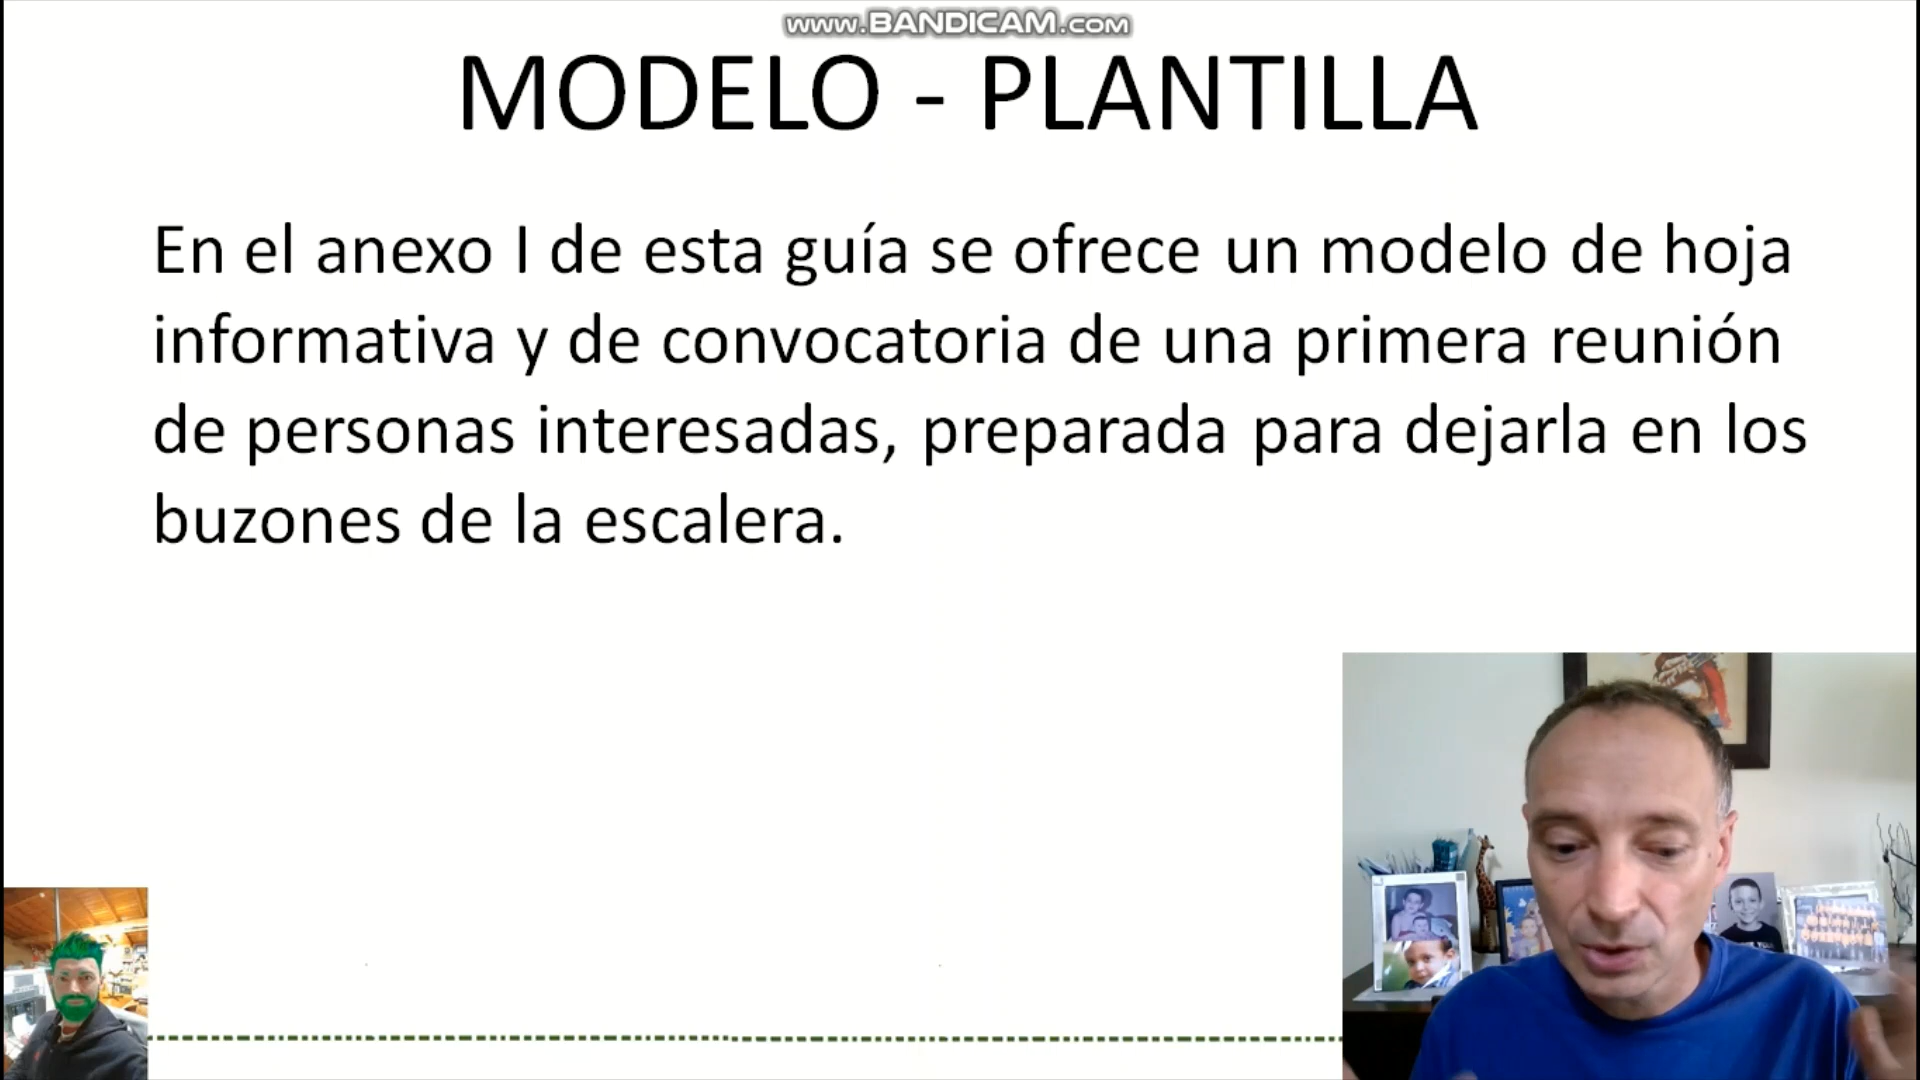 www.BANDICAM.com
MODELO - PLANTILLA
En el anexo I de esta guía se ofrece un modelo de hoja
informativa y de convocatoria de una primera reunión
de personas interesadas, preparada para dejarla en los
buzones de la escalera.